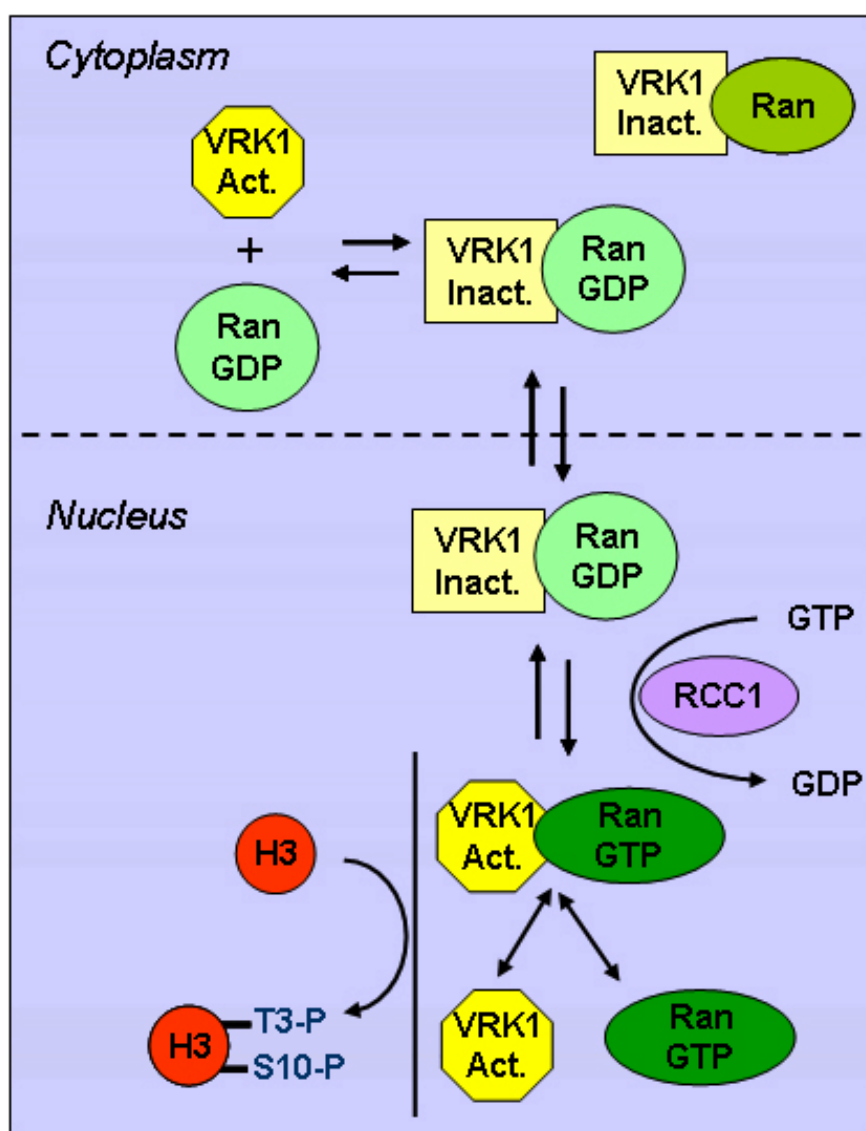 Cytoplasm
VRK1
Inact.
Ran
VRK1
Act.
+
Ran
GDP
VRK1
Inact.
Ran
GDP
Nucleus
VRK1
Inact.
Ran
GDP
GTP
RCC1
GDP
VRK1
Act.
Ran
GTP
H3
H3
T3-P
S10-P
VRK1
Act.
Ran
GTP